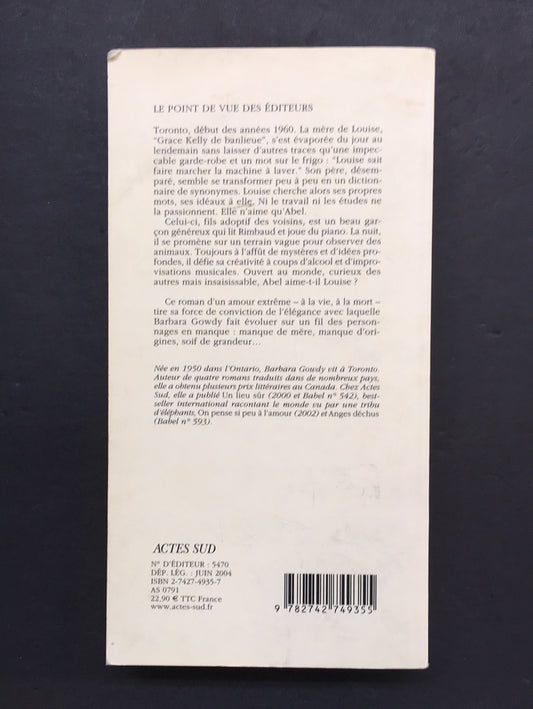 LE POINT DE VUE DES ÉDITEURS
Toronto, début des années 1960. La mère de Louise,
"Grace Kelly de banlieue", s'est évaporée du jour au
lendemain sans laisser d'autres traces qu'une impec-
cable garde-robe et un mot sur le frigo : "Louise sait
faire marcher la machine à laver." Son père, désem-
paré, semble se transformer peu à peu en un diction-
naire de synonymes. Louise cherche alors ses propres
mots, ses idéaux à elle. Ni le travail ni les études ne
la passionnent. Elle n'aime qu'Abel.
Celui-ci, fils adoptif des voisins, est un beau gar-
çon généreux qui lit Rimbaud et joue du piano. La nuit,
il se promène sur un terrain vague pour observer des
animaux. Toujours à l'affût de mystères et d'idées pro-
fondes, il défie sa créativité à coups d'alcool et d'impro-
visations musicales. Ouvert au monde, curieux des
autres mais insaisissable, Abel aime-t-il Louise ?
Ce roman d'un amour extrême – à la vie, à la mort –
tire sa force de conviction de l'élégance avec laquelle
Barbara Gowdy fait évoluer sur un fil des person-
nages en manque : manque de mère, manque d'ori-
gines, soif de grandeur…
Née en 1950 dans l'Ontario, Barbara Gowdy vit à Toronto.
Auteur de quatre romans traduits dans de nombreux pays,
elle a obtenu plusieurs prix littéraires au Canada. Chez Actes
Sud, elle a publié Un lieu sûr (2000 et Babel n° 542), best-
seller international racontant le monde vu par une tribu
d'éléphants, On pense si peu à l'amour (2002) et Anges déchus
(Babel n° 593).
ACTES SUD
N° D'ÉDITEUR : 5470
DÉP. LÉG. : JUIN 2004
ISBN 2-7427-4935-7
AS 0791
22,90 € TTC France
www.actes-sud.fr
9 782742 749355